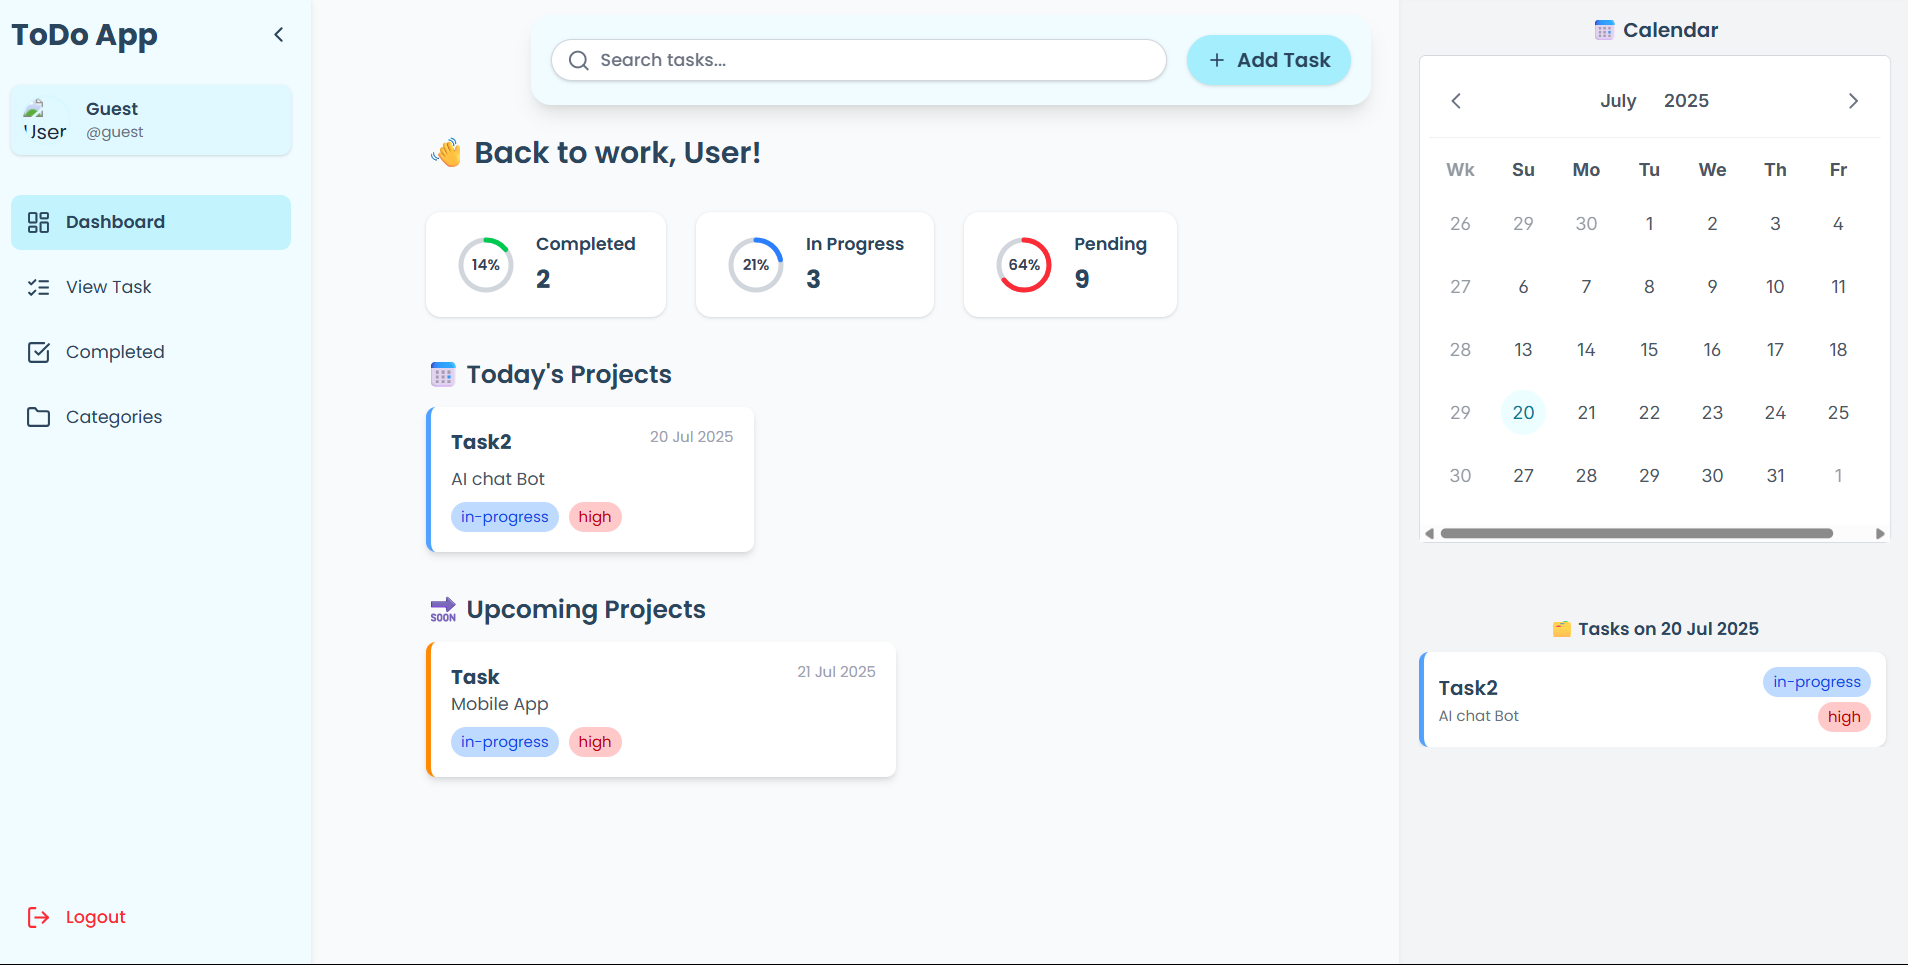 ToDo App
User
Guest
@guest
Dashboard
View Task
Completed
Categories
Logout
Search tasks...
+ Add Task
👋 Back to work, User!
14%
Completed
2
21%
In Progress
3
64%
Pending
9
Today's Projects
Task2
20 Jul 2025
AI chat Bot
in-progress high
SOON Upcoming Projects
Task
21 Jul 2025
Mobile App
in-progress high
Calendar
July 2025
Wk Su Mo Tu We Th Fr
26 29 30 1 2 3 4
27 6 7 8 9 10 11
28 13 14 15 16 17 18
29 20 21 22 23 24 25
30 27 28 29 30 31 1
Tasks on 20 Jul 2025
Task2
AI chat Bot
in-progress
high